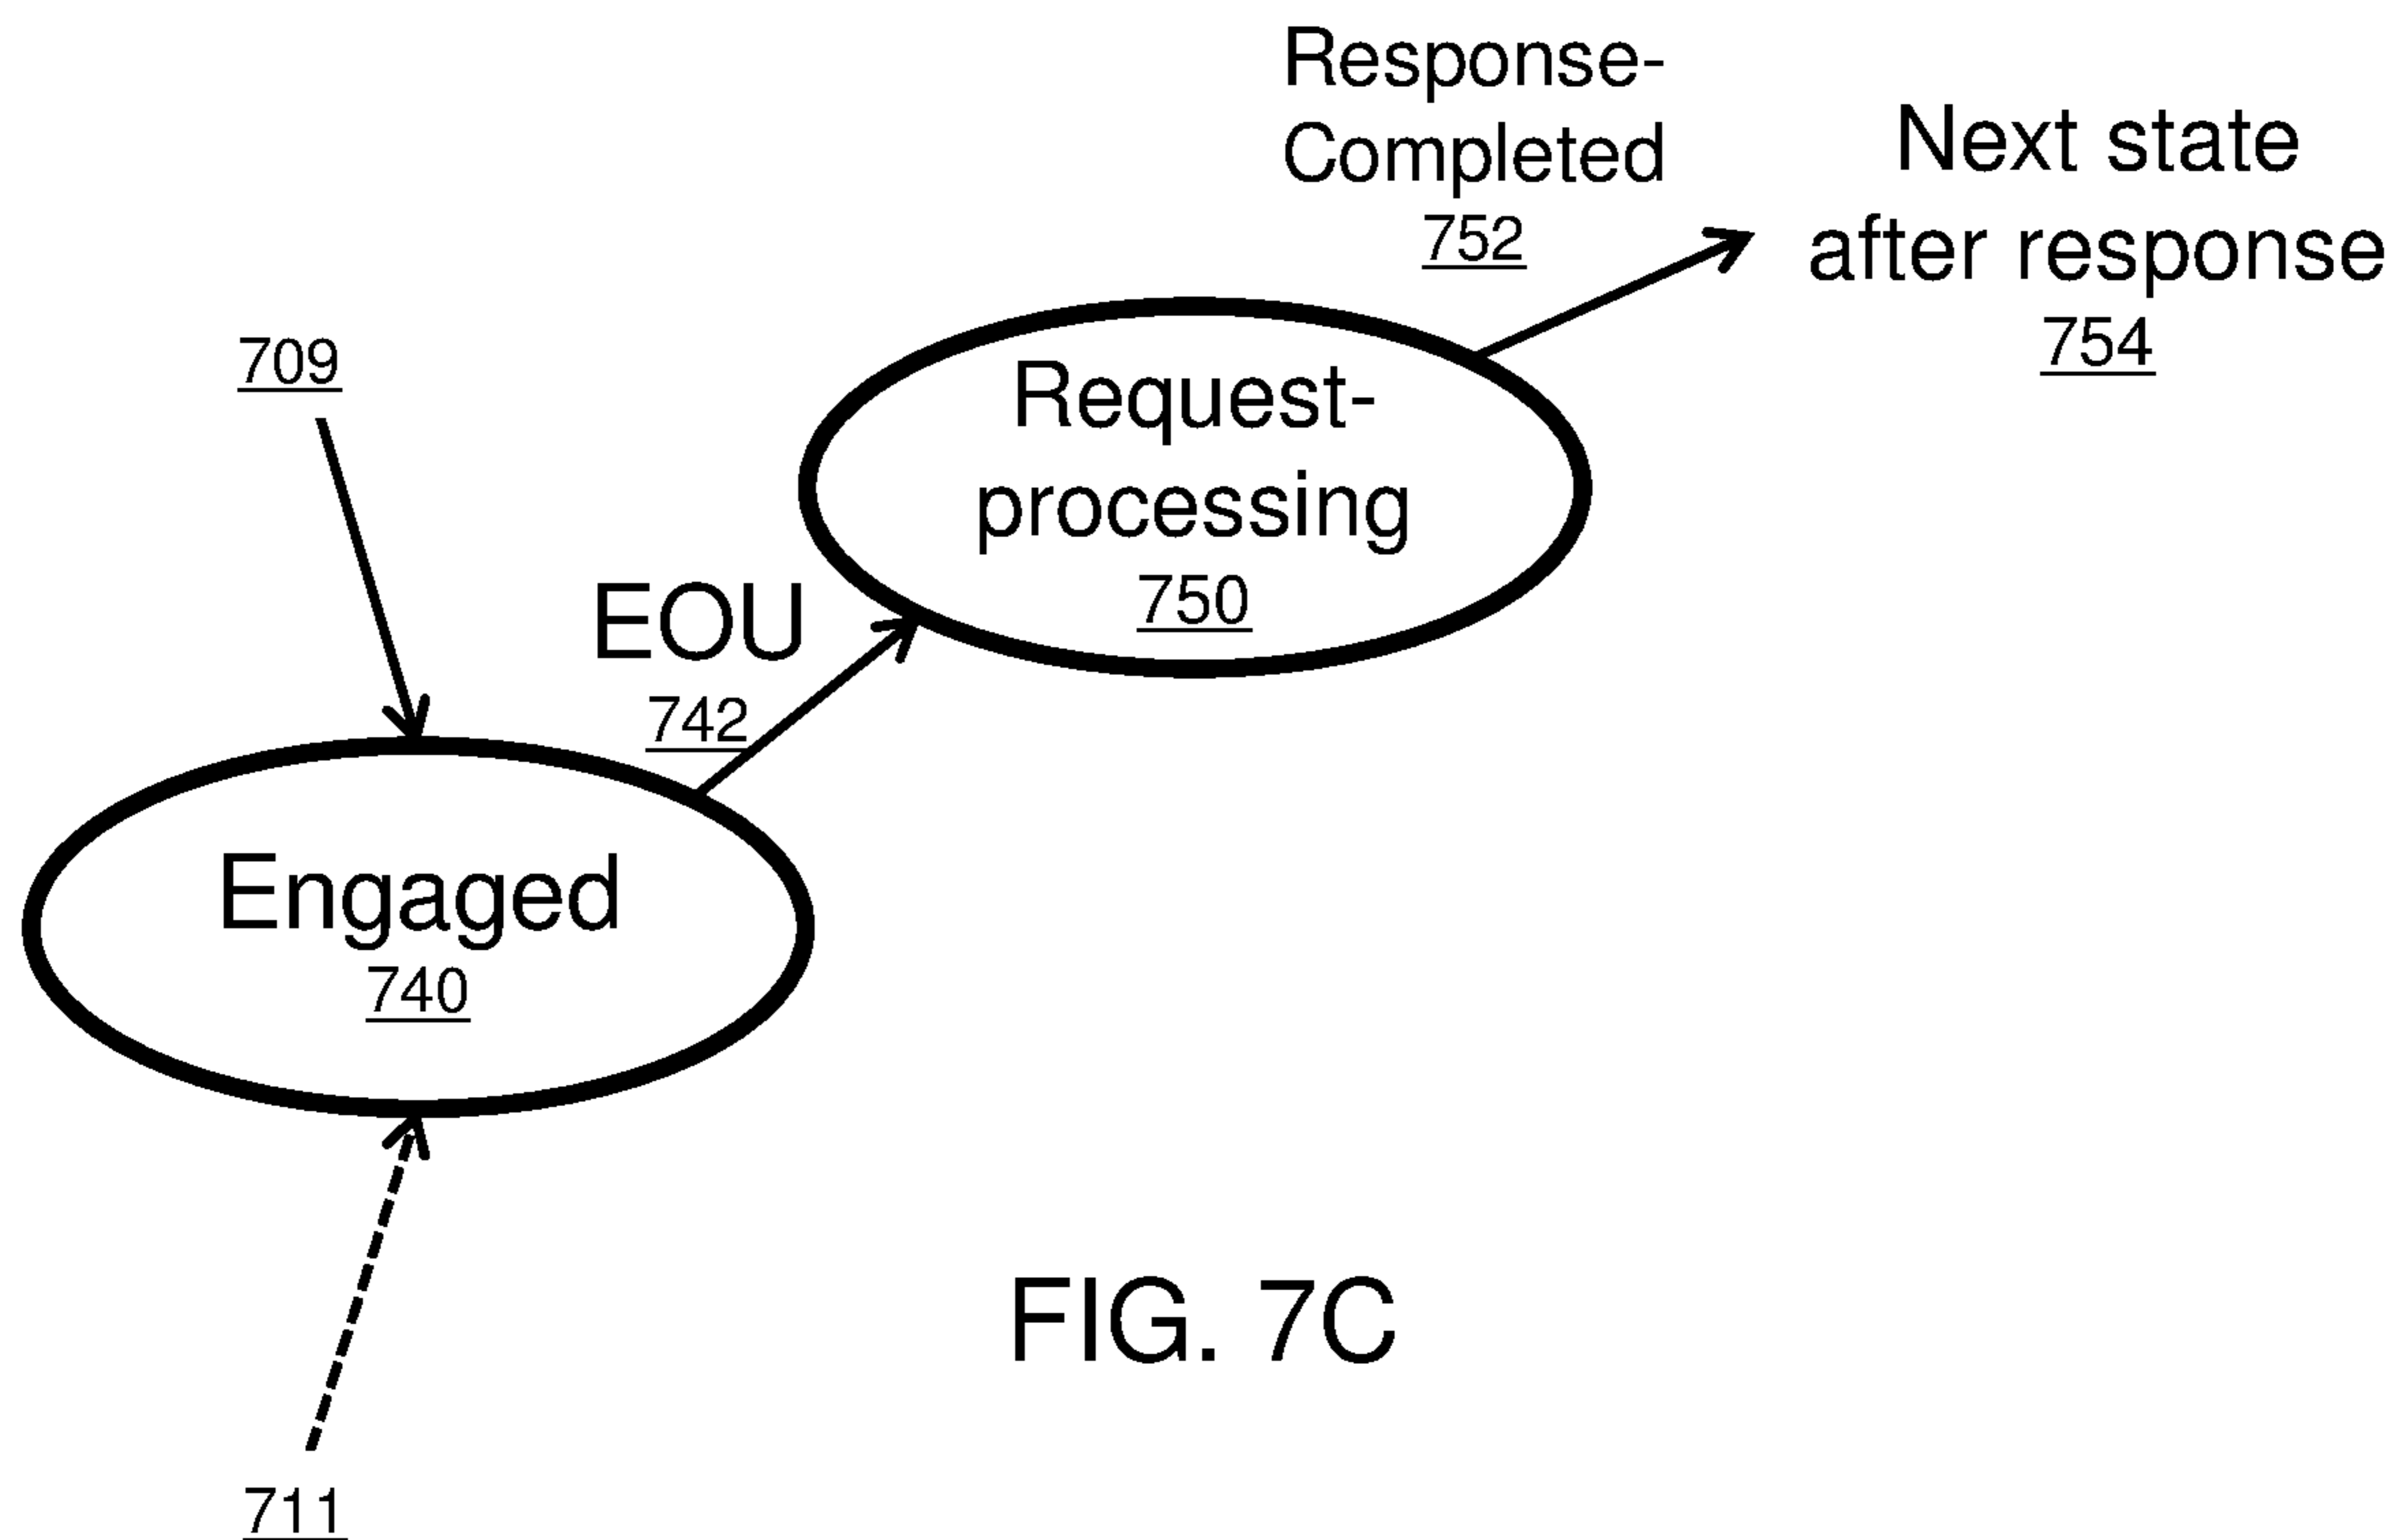 Response-
Completed
752
Next state
after response
754
709
Request-
processing
750
EOU
742
Engaged
740
FIG. 7C
711